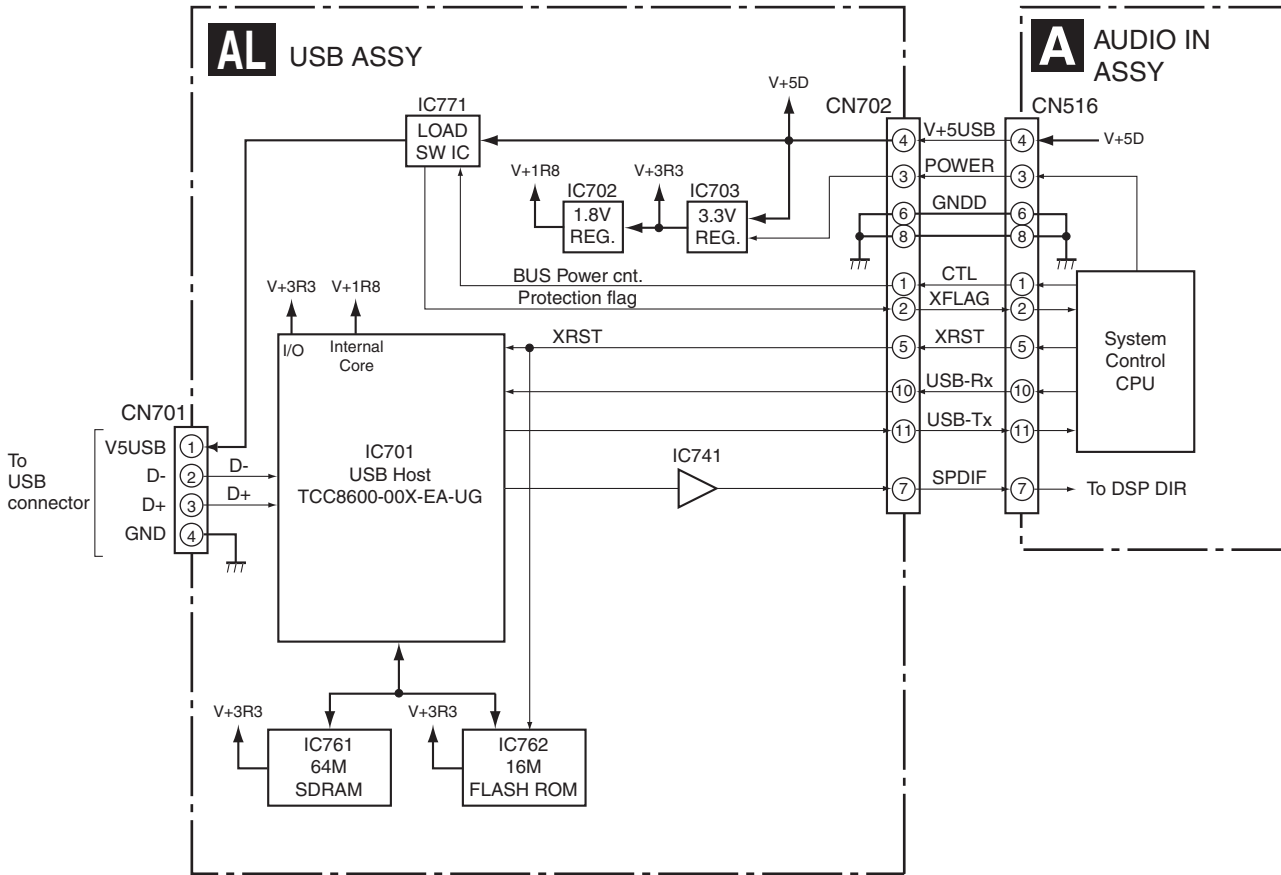 AL USB ASSY
A AUDIO IN
ASSY
V+5D
CN702
CN516
IC771
LOAD
SW IC
4 V+5USB 4 V+5D
V+1R8
V+3R3
IC702
1.8V
REG.
IC703
3.3V
REG.
3 POWER 3
6 GNDD 6
8 8
BUS Power cnt. 1 CTL 1
Protection flag 2 XFLAG 2
XRST 5 XRST 5
10 USB-Rx 10
11 USB-Tx 11
System
Control
CPU
V+3R3 V+1R8
I/O
Internal
Core
IC701
USB Host
TCC8600-00X-EA-UG
IC741
7 SPDIF 7 To DSP DIR
CN701
To
USB
connector
V5USB 1
D- 2 D-
D+ 3 D+
GND 4
V+3R3
IC761
64M
SDRAM
V+3R3
IC762
16M
FLASH ROM